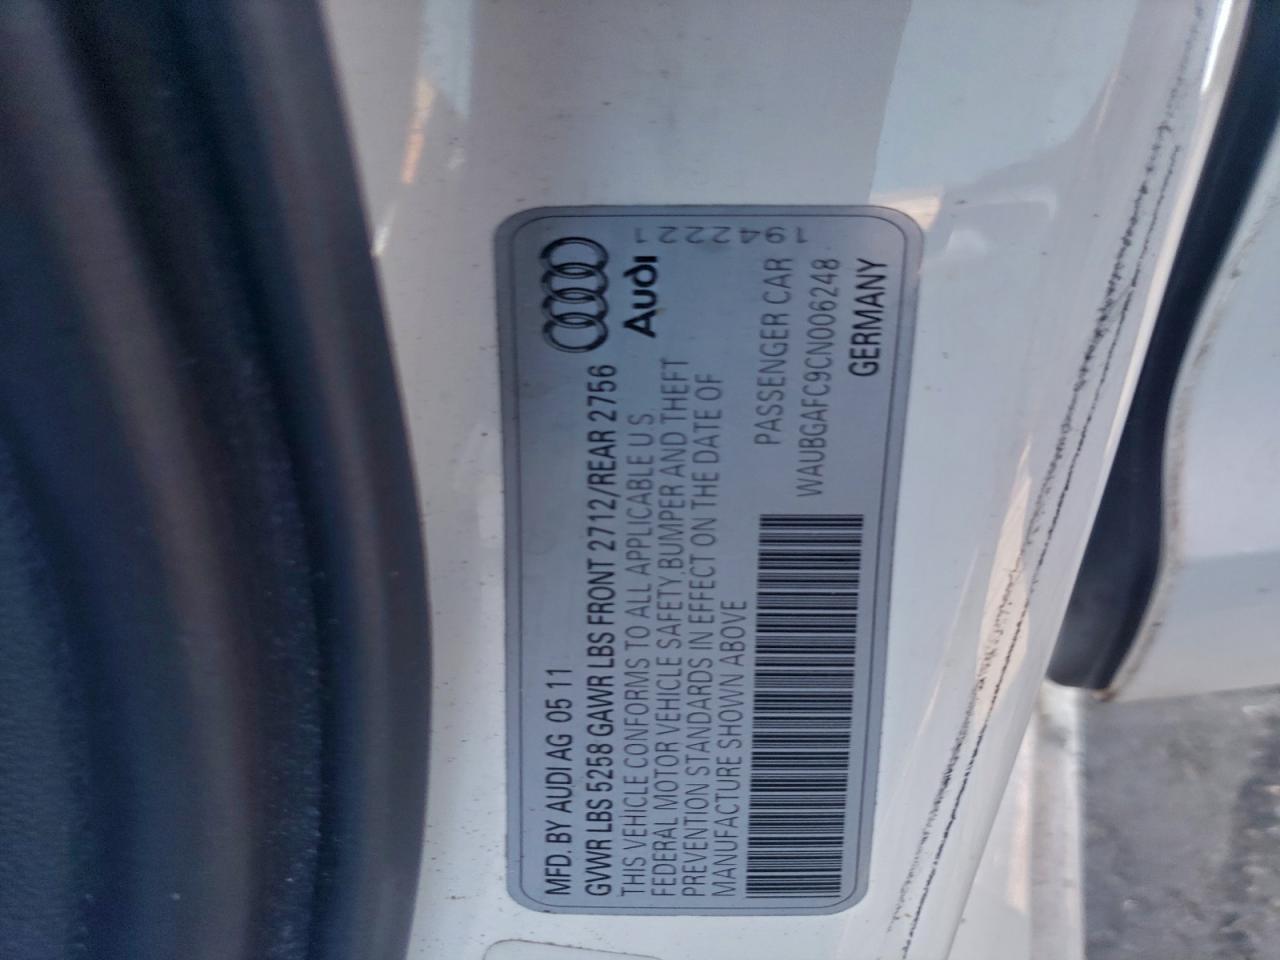 MFD. BY AUDI AG 05 11
GVWR LBS 5258 GAWR LBS FRONT 2712/REAR 2756
THIS VEHICLE CONFORMS TO ALL APPLICABLE U.S.
FEDERAL MOTOR VEHICLE SAFETY,BUMPER AND THEFT
PREVENTION STANDARDS IN EFFECT ON THE DATE OF
MANUFACTURE SHOWN ABOVE
Audi
PASSENGER CAR
WAUBGAFC9CN006248
GERMANY
1942221